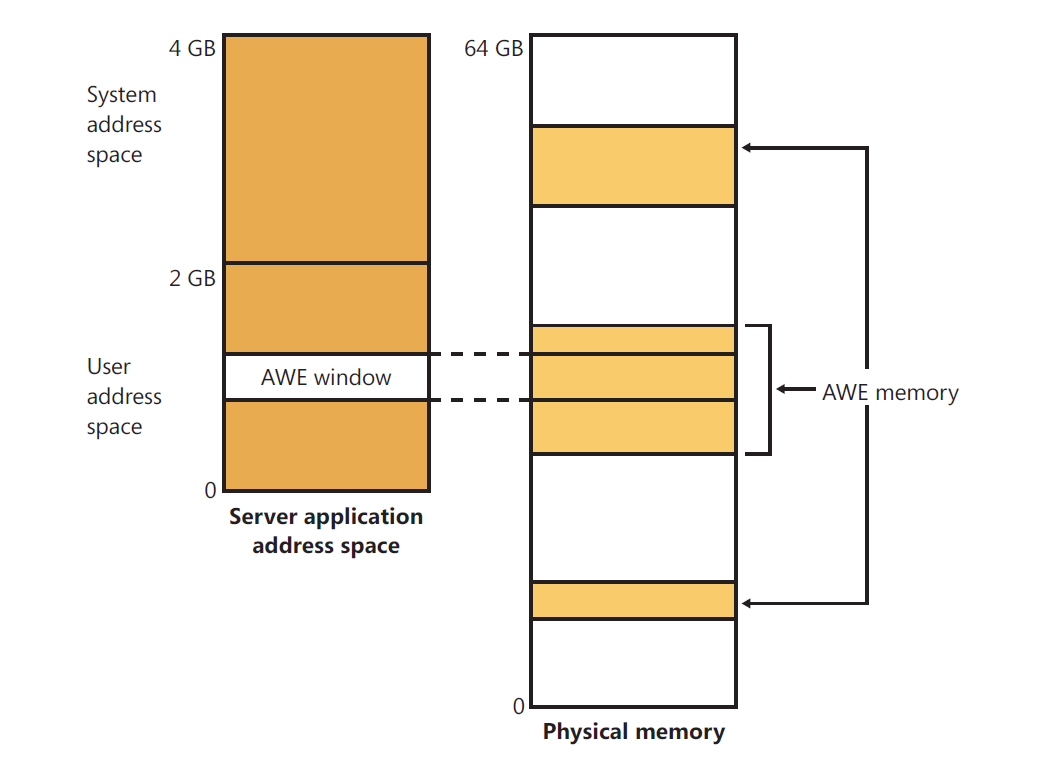 4 GB
System
address
space
2 GB
User
address
space
AWE window
0
Server application
address space
64 GB
AWE memory
0
Physical memory